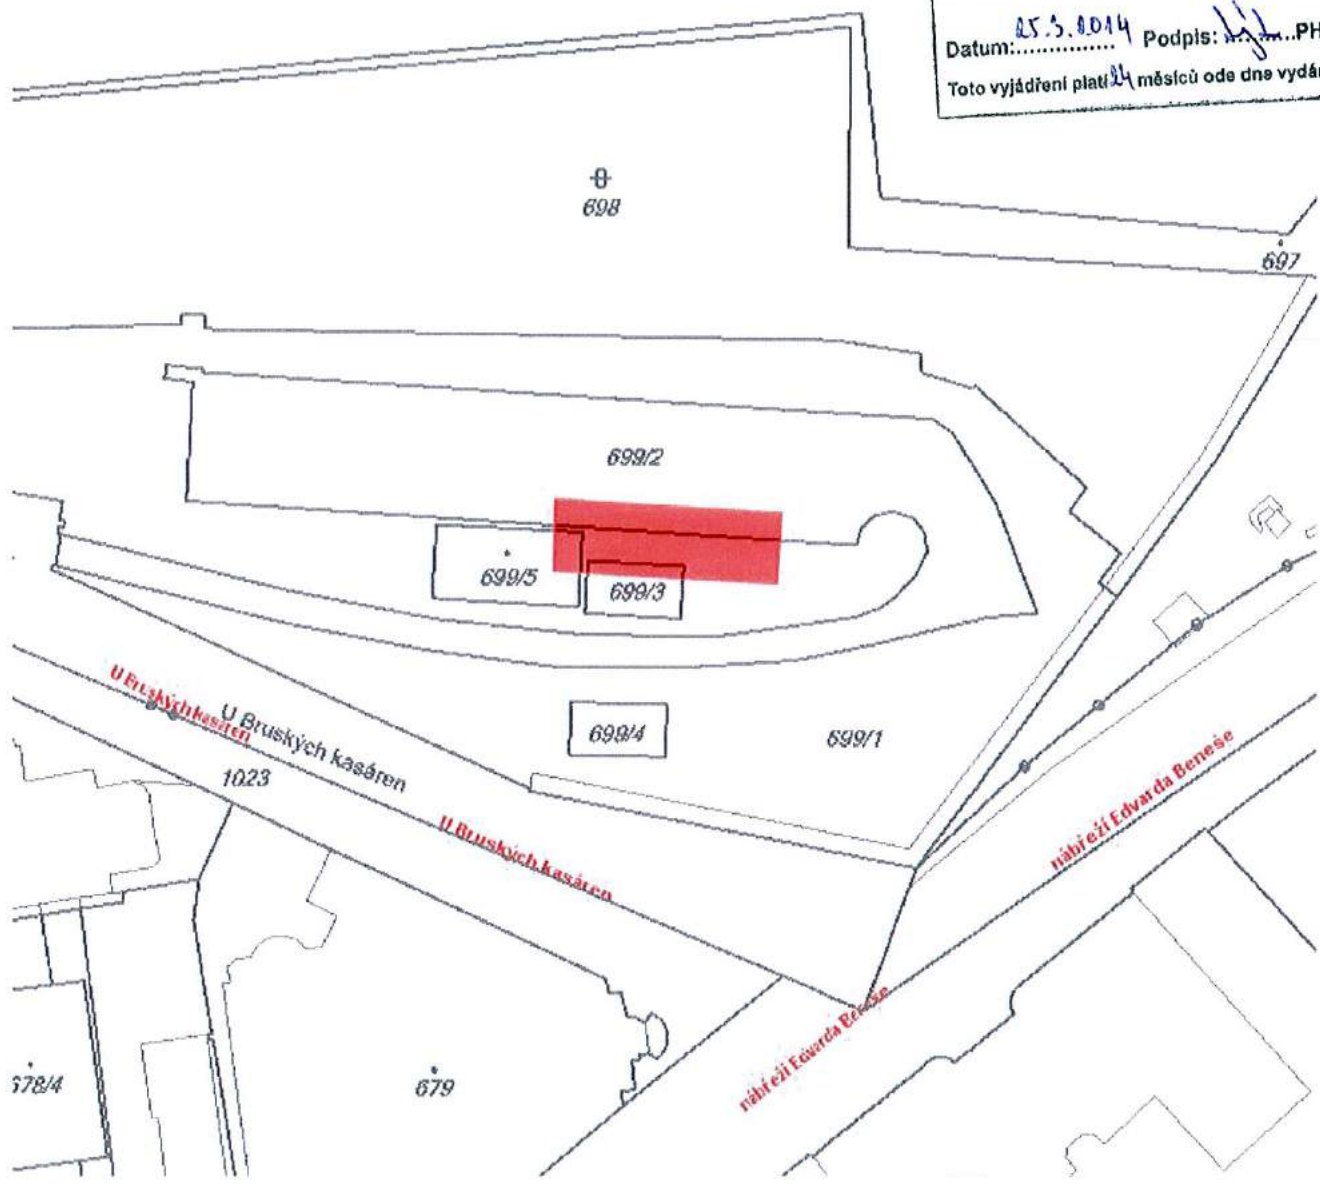 Datum: 25.3.2014 Podpis: PH
Toto vyjádření platí 24 měsíců ode dne vydán
698
697
699/2
699/5
699/3
U Bruských kasáren
U Bruských kasáren
1023
699/4
699/1
nábřeží Edvarda Beneše
U Bruských kasáren
nábřeží Edvarda Beneše
678/4
679